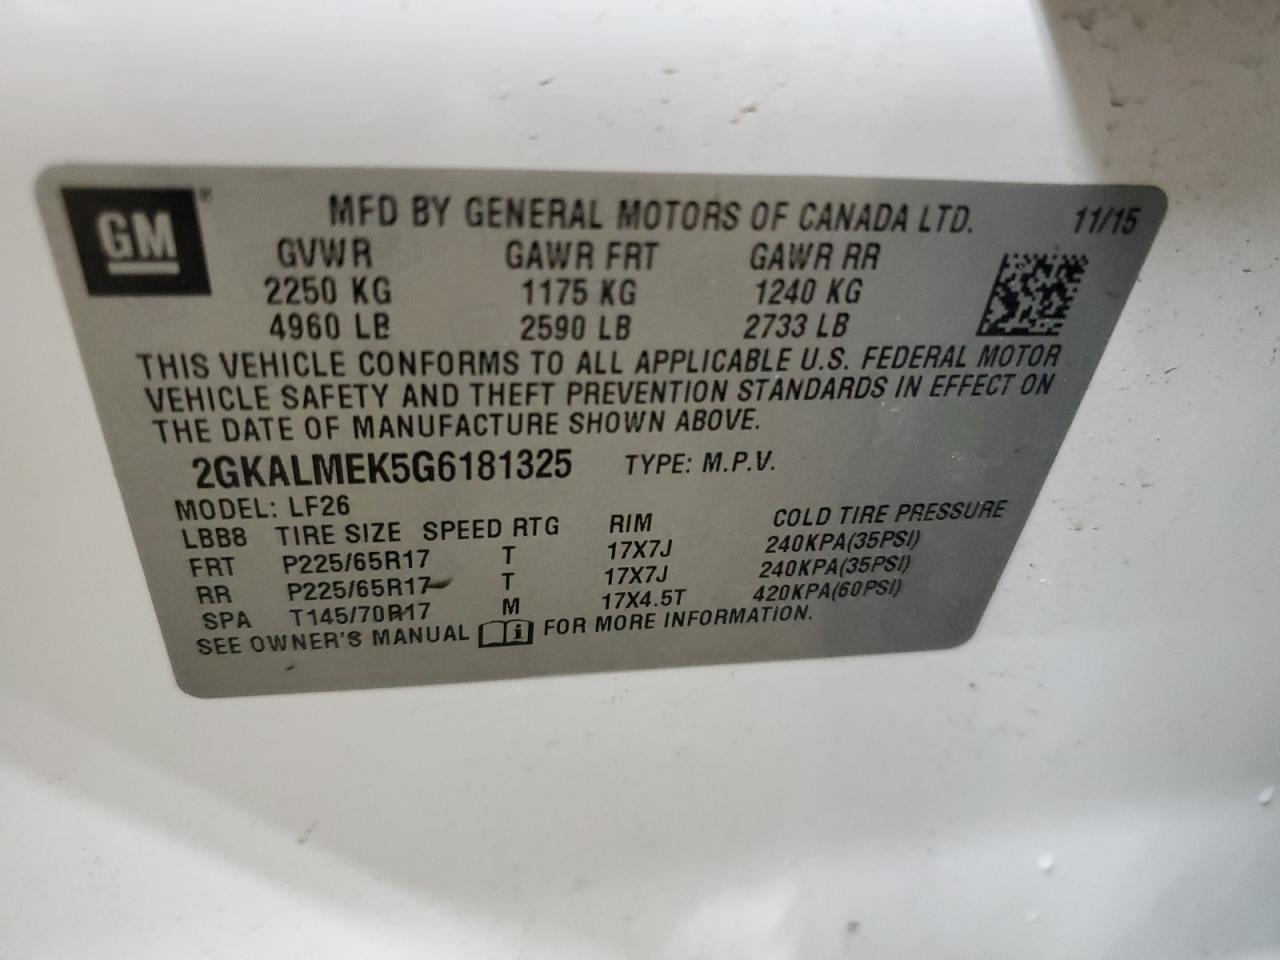 GM ® MFD BY GENERAL MOTORS OF CANADA LTD. 11/15
GVWR GAWR FRT GAWR RR
2250 KG 1175 KG 1240 KG
4960 LB 2590 LB 2733 LB
THIS VEHICLE CONFORMS TO ALL APPLICABLE U.S. FEDERAL MOTOR
VEHICLE SAFETY AND THEFT PREVENTION STANDARDS IN EFFECT ON
THE DATE OF MANUFACTURE SHOWN ABOVE.
2GKALMEK5G6181325 TYPE: M.P.V.
MODEL: LF26
LBB8 TIRE SIZE SPEED RTG RIM COLD TIRE PRESSURE
FRT P225/65R17 T 17X7J 240KPA(35PSI)
RR P225/65R17 T 17X7J 240KPA(35PSI)
SPA T145/70R17 M 17X4.5T 420KPA(60PSI)
SEE OWNER'S MANUAL i FOR MORE INFORMATION.